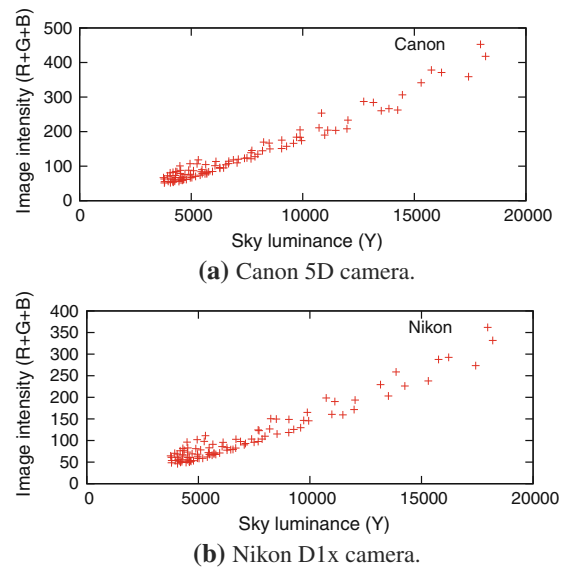 Image intensity (R+G+B)
500
400
300
200
100
0
Canon
0 5000 10000 15000 20000
Sky luminance (Y)
(a) Canon 5D camera.
Image intensity (R+G+B)
400
350
300
250
200
150
100
50
0
Nikon
0 5000 10000 15000 20000
Sky luminance (Y)
(b) Nikon D1x camera.